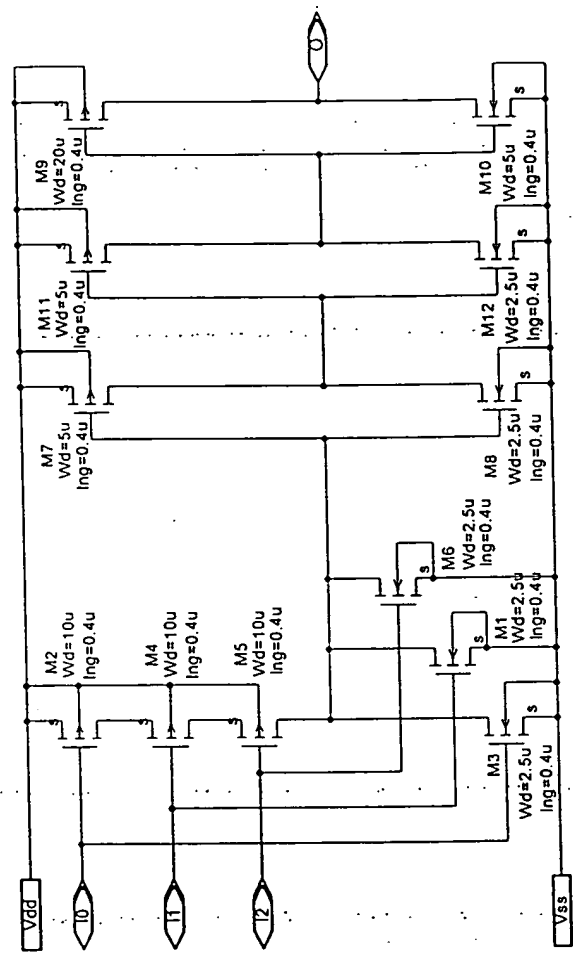 Vdd
I0
I1
I2
Vss
M2
Wd=10u
lng=0.4u
M4
Wd=10u
lng=0.4u
M5
Wd=10u
lng=0.4u
M3
Wd=2.5u
lng=0.4u
M1
Wd=2.5u
lng=0.4u
M6
Wd=2.5u
lng=0.4u
M7
Wd=5u
lng=0.4u
M8
Wd=2.5u
lng=0.4u
M11
Wd=5u
lng=0.4u
M12
Wd=2.5u
lng=0.4u
M9
Wd=20u
lng=0.4u
M10
Wd=5u
lng=0.4u
O
s
s
s
s
s
s
s
s
s
s
s
s